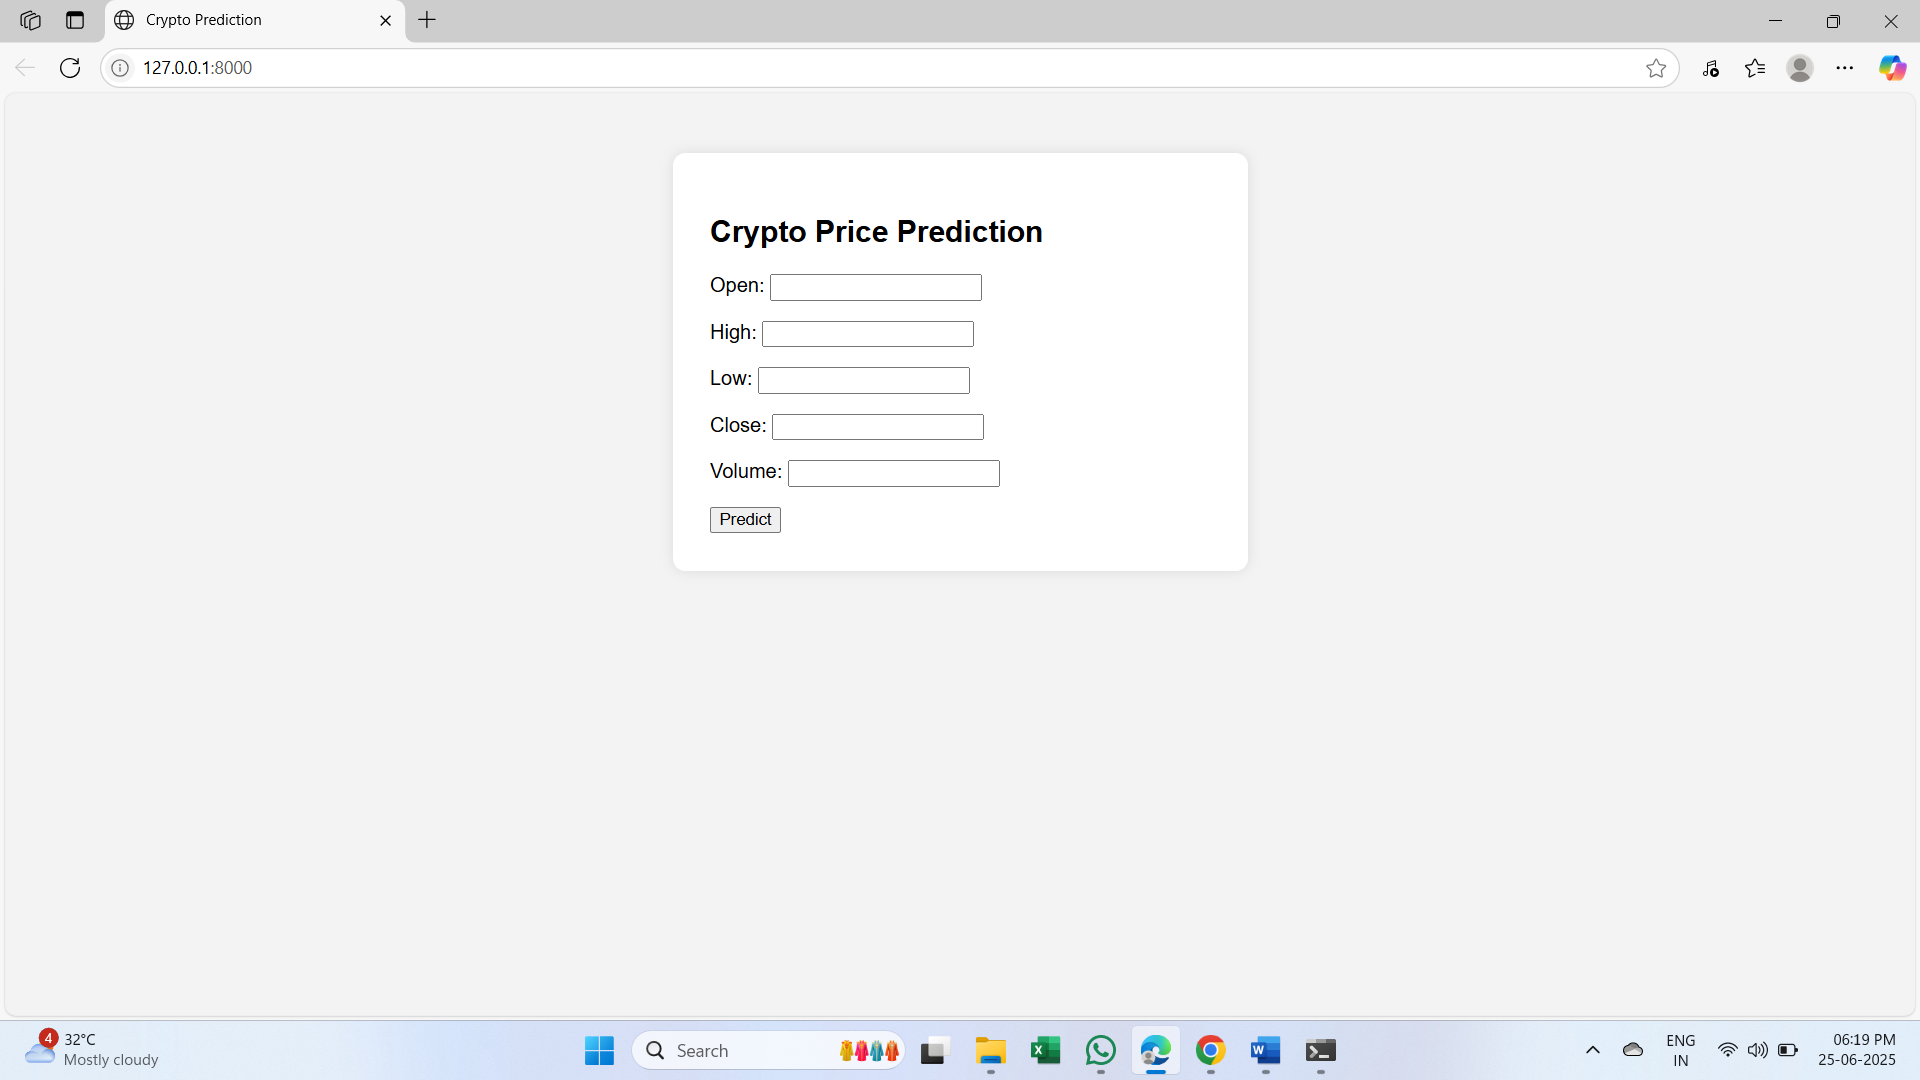 Crypto Prediction
127.0.0.1:8000
Crypto Price Prediction
Open:
High:
Low:
Close:
Volume:
Predict
4
32°C
Mostly cloudy
Search
ENG
IN
06:19 PM
25-06-2025